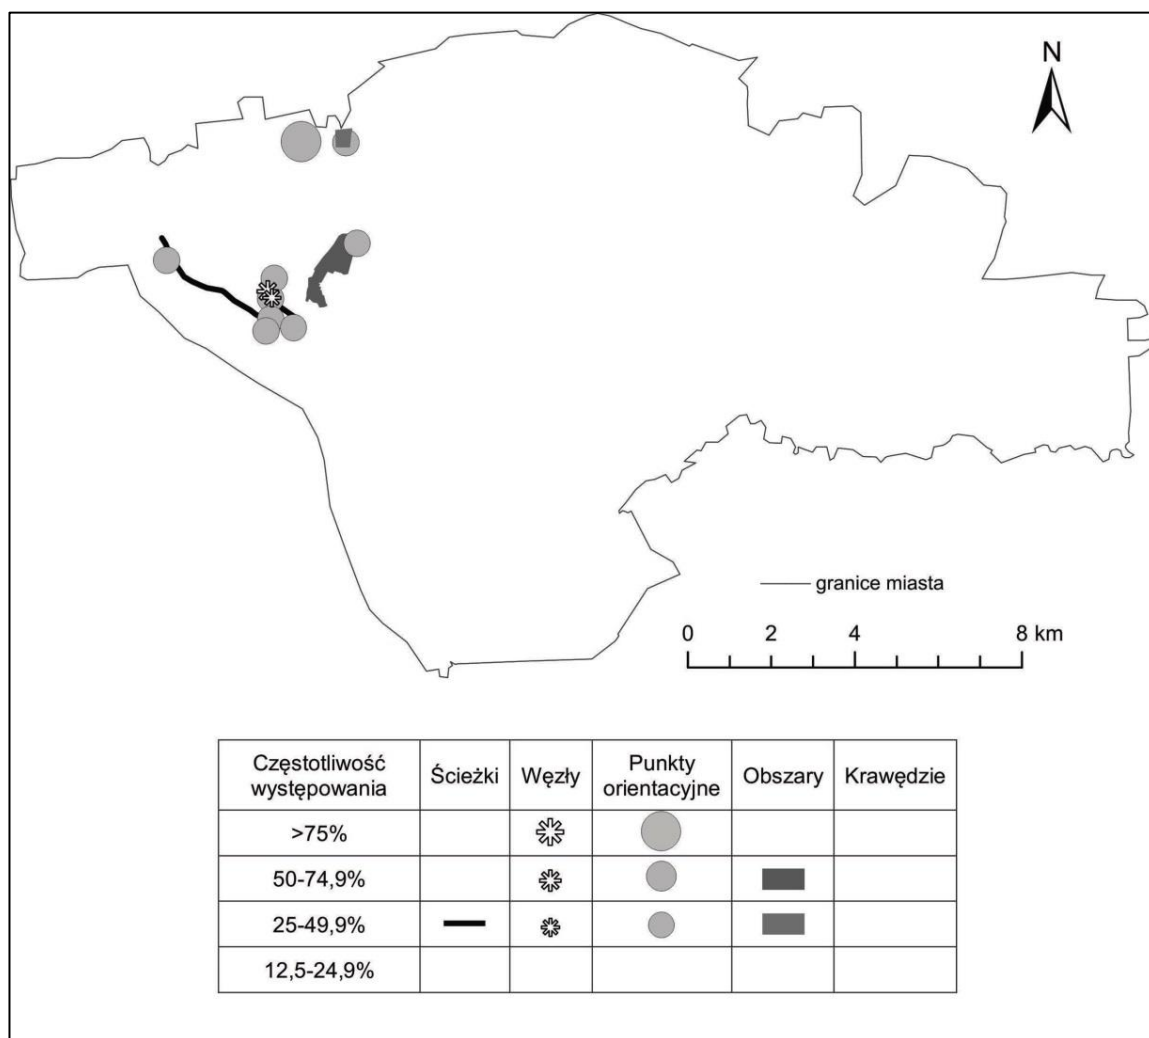 N
granice miasta
0 2 4 8 km
Częstotliwość występowania Ścieżki Węzły Punkty orientacyjne Obszary Krawędzie
>75%
50-74,9%
25-49,9%
12,5-24,9%